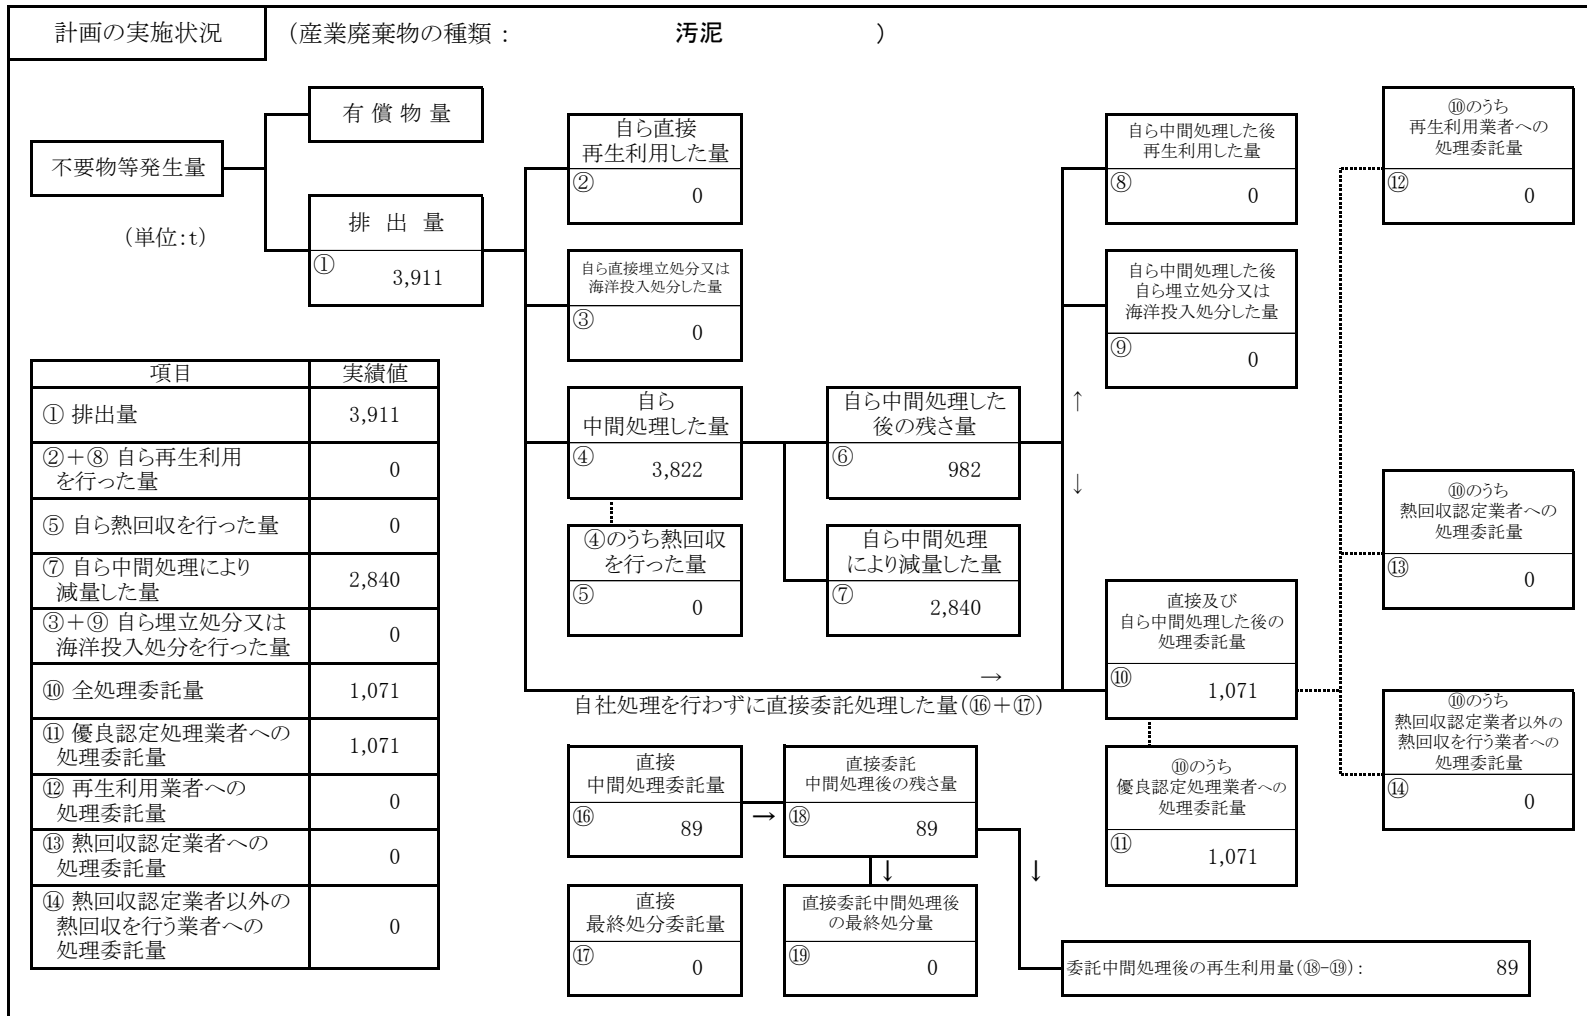 計画の実施状況
(産業廃棄物の種類： 汚泥 )
有 償 物 量
不要物等発生量
(単位:t)
排 出 量
①
3,911
自ら直接
再生利用した量
②
0
自ら直接埋立処分又は
海洋投入処分した量
③
0
自ら
中間処理した量
④
3,822
④のうち熱回収
を行った量
⑤
0
自ら中間処理した
後の残さ量
⑥
982
自ら中間処理
により減量した量
⑦
2,840
自ら中間処理した後
再生利用した量
⑧
0
自ら中間処理した後
自ら埋立処分又は
海洋投入処分した量
⑨
0
↑
↓
直接及び
自ら中間処理した後の
処理委託量
⑩
1,071
→
自社処理を行わずに直接委託処理した量(⑯＋⑰)
⑩のうち
優良認定処理業者への
処理委託量
⑪
1,071
⑩のうち
再生利用業者への
処理委託量
⑫
0
⑩のうち
熱回収認定業者への
処理委託量
⑬
0
⑩のうち
熱回収認定業者以外の
熱回収を行う業者への
処理委託量
⑭
0
直接
中間処理委託量
⑯
89
→
直接委託
中間処理後の残さ量
⑱
89
↓
↓
直接
最終処分委託量
⑰
0
直接委託中間処理後
の最終処分量
⑲
0
委託中間処理後の再生利用量(⑱-⑲)： 89
項目 実績値
① 排出量 3,911
②＋⑧ 自ら再生利用
を行った量 0
⑤ 自ら熱回収を行った量 0
⑦ 自ら中間処理により
減量した量 2,840
③＋⑨ 自ら埋立処分又は
海洋投入処分を行った量 0
⑩ 全処理委託量 1,071
⑪ 優良認定処理業者への
処理委託量 1,071
⑫ 再生利用業者への
処理委託量 0
⑬ 熱回収認定業者への
処理委託量 0
⑭ 熱回収認定業者以外の
熱回収を行う業者への 0
処理委託量